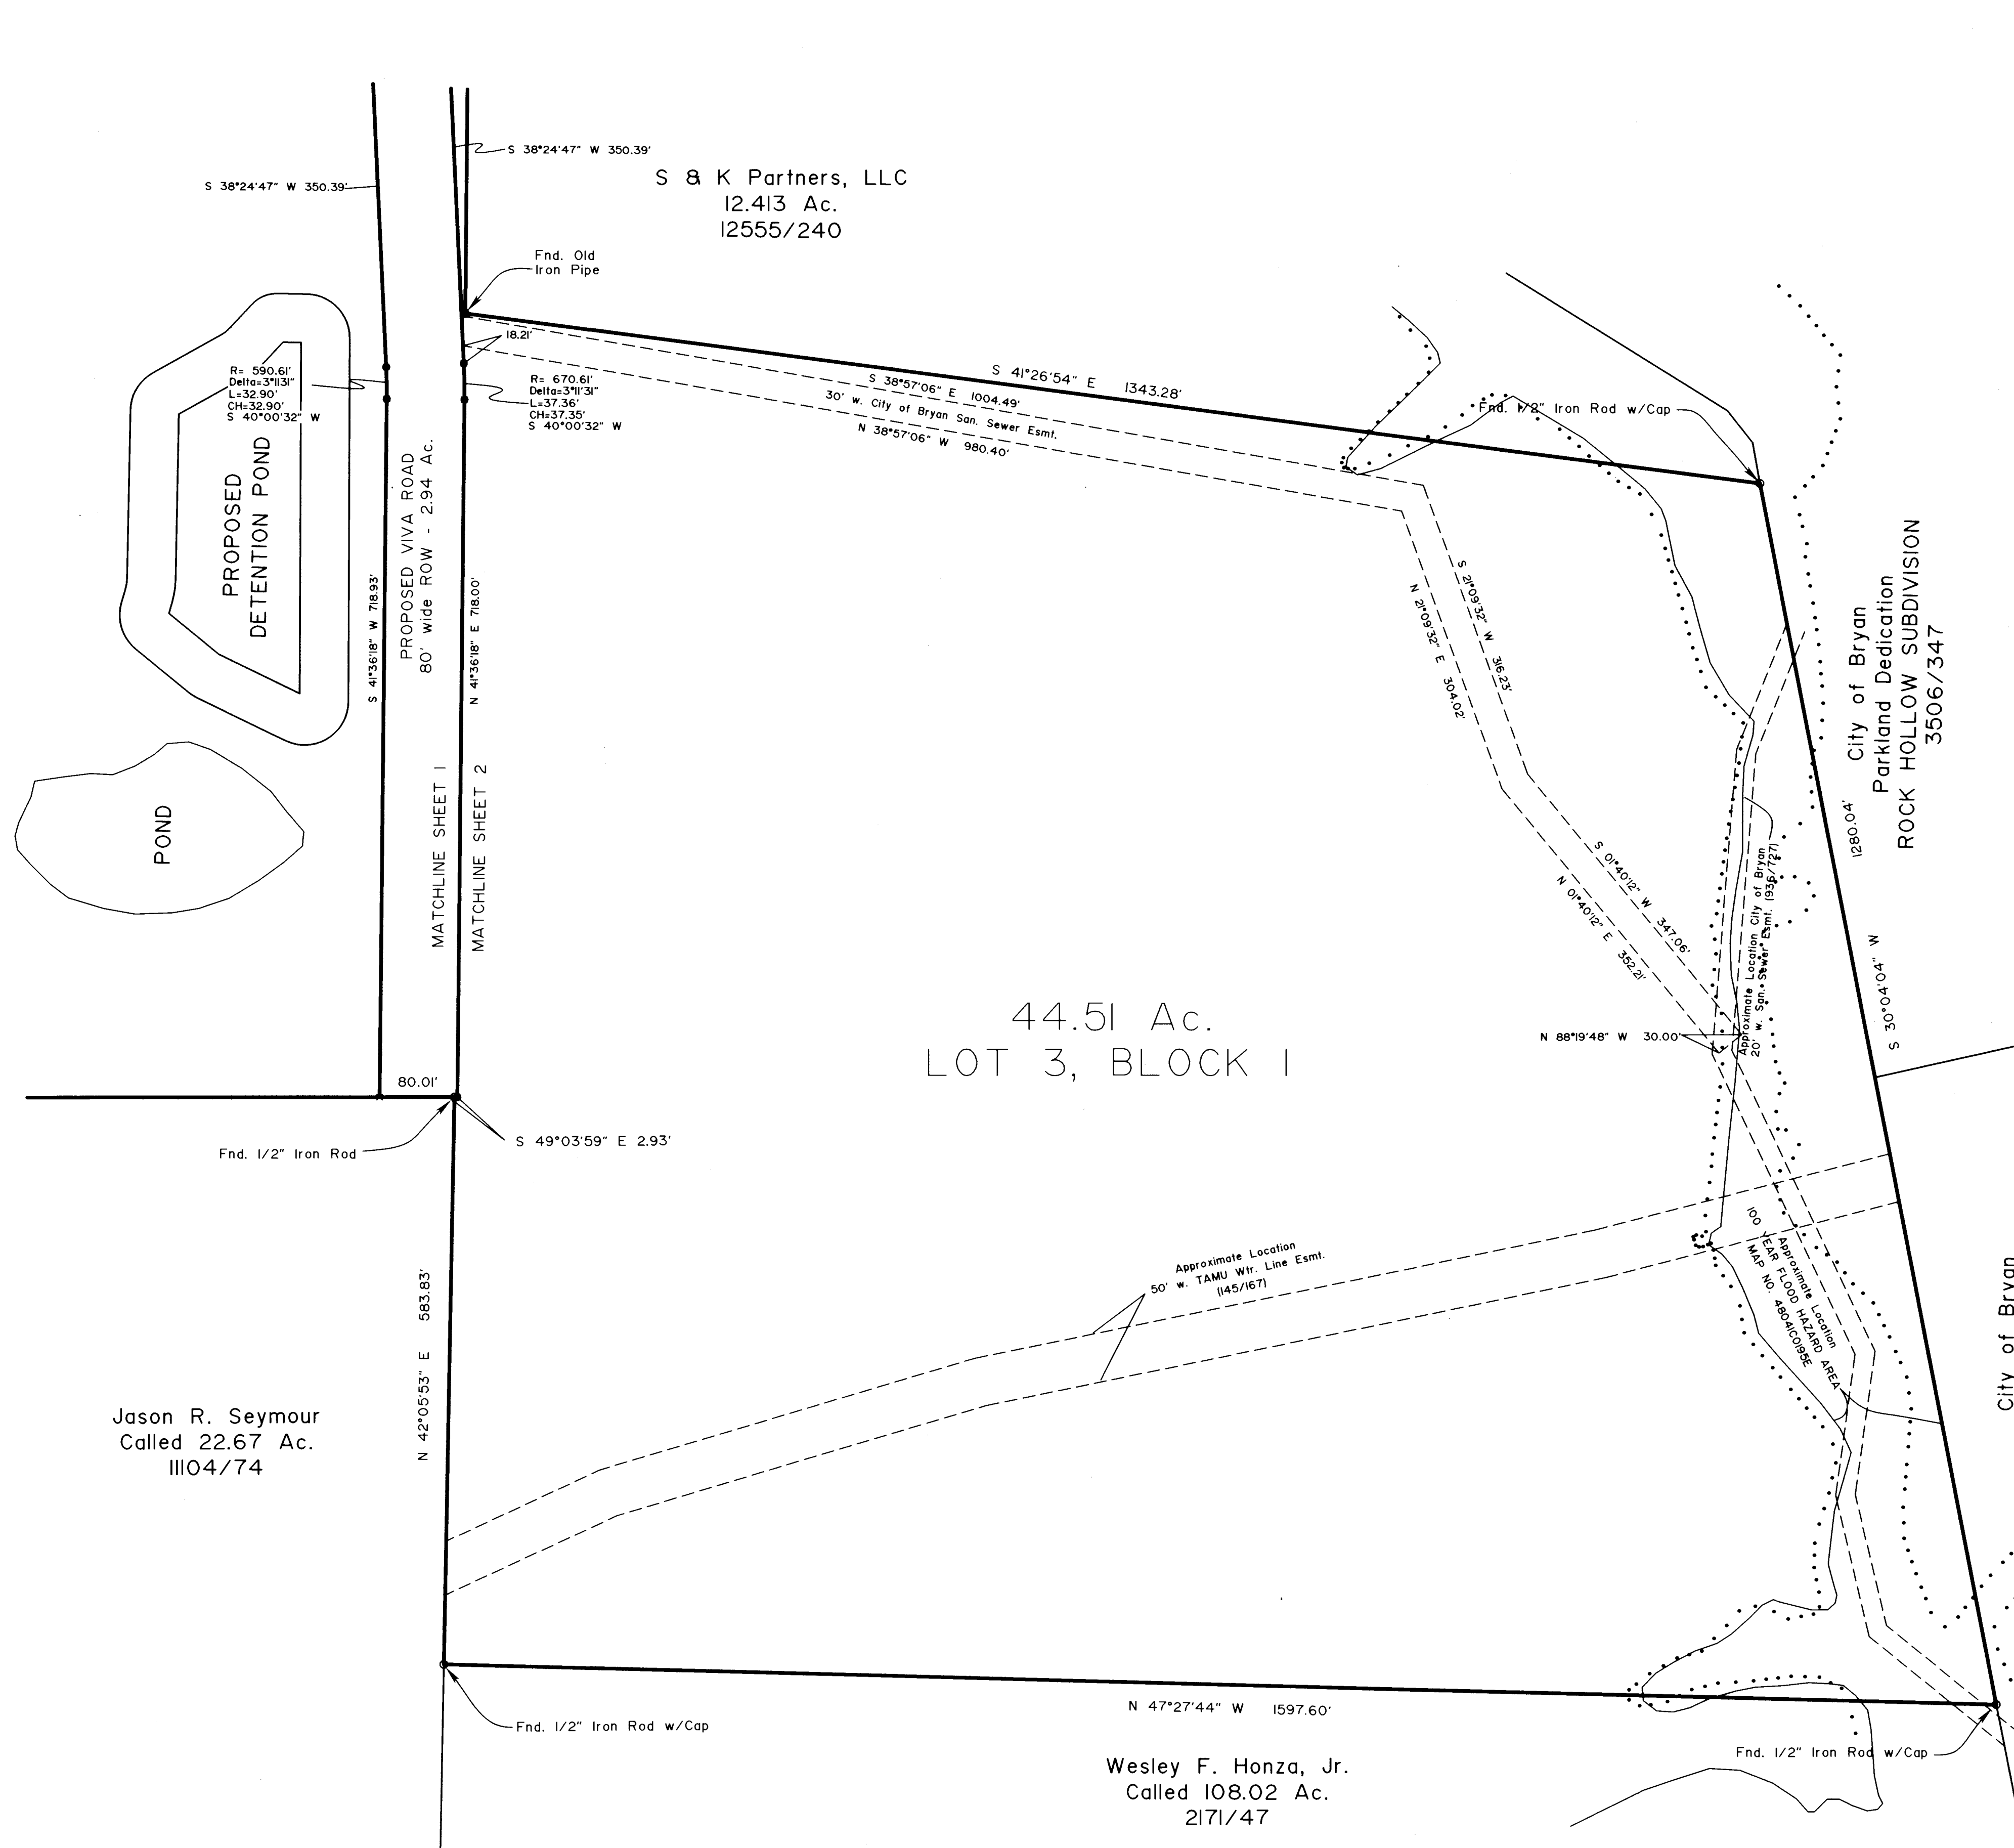 S 38°24'47" W 350.39'
S 38°24'47" W 350.39'
S & K Partners, LLC
12.413 Ac.
12555/240
Fnd. Old
Iron Pipe
18.21'
R= 590.61'
Delta=3°11'31"
L=32.90'
CH=32.90'
S 40°00'32" W
R= 670.61'
Delta=3°11'31"
L=37.36'
CH=37.35'
S 40°00'32" W
S 41°26'54" E 1343.28'
S 38°57'06" E 1004.49'
30' w. City of Bryan San. Sewer Esmt.
N 38°57'06" W 980.40'
Fnd. 1/2" Iron Rod w/Cap
PROPOSED
DETENTION POND
PROPOSED VIVA ROAD
80' wide ROW - 2.94 Ac.
S 41°36'18" W 718.93'
N 41°36'18" E 718.00'
S 21°09'32" W 316.23'
N 21°09'32" E 304.02'
City of Bryan
Parkland Dedication
ROCK HOLLOW SUBDIVISION
3506/347
POND
MATCHLINE SHEET 1
MATCHLINE SHEET 2
S 01°40'12" W 347.06'
N 01°40'12" E 352.21'
Approximate Location City of Bryan
20' w. San. Sewer Esmt. (936/727)
1280.04'
S 30°04'04" W
44.51 Ac.
LOT 3, BLOCK 1
N 88°19'48" W 30.00'
80.01'
S 49°03'59" E 2.93'
Fnd. 1/2" Iron Rod
Approximate Location
50' w. TAMU Wtr. Line Esmt.
(145/167)
Approximate Location
100 YEAR FLOOD HAZARD AREA
MAP NO. 48041C0195E
City of Bryan
N 42°05'53" E 583.83'
Jason R. Seymour
Called 22.67 Ac.
11104/74
N 47°27'44" W 1597.60'
Fnd. 1/2" Iron Rod w/Cap
Fnd. 1/2" Iron Rod w/Cap
Wesley F. Honza, Jr.
Called 108.02 Ac.
2171/47